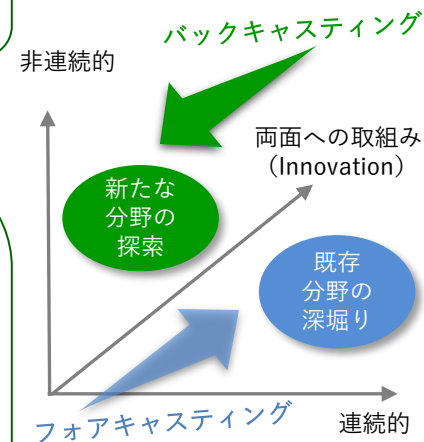 バックキャスティング
非連続的
両面への取組み
（Innovation）
新たな
分野の
探索
既存
分野の
深堀り
フォアキャスティング
連続的